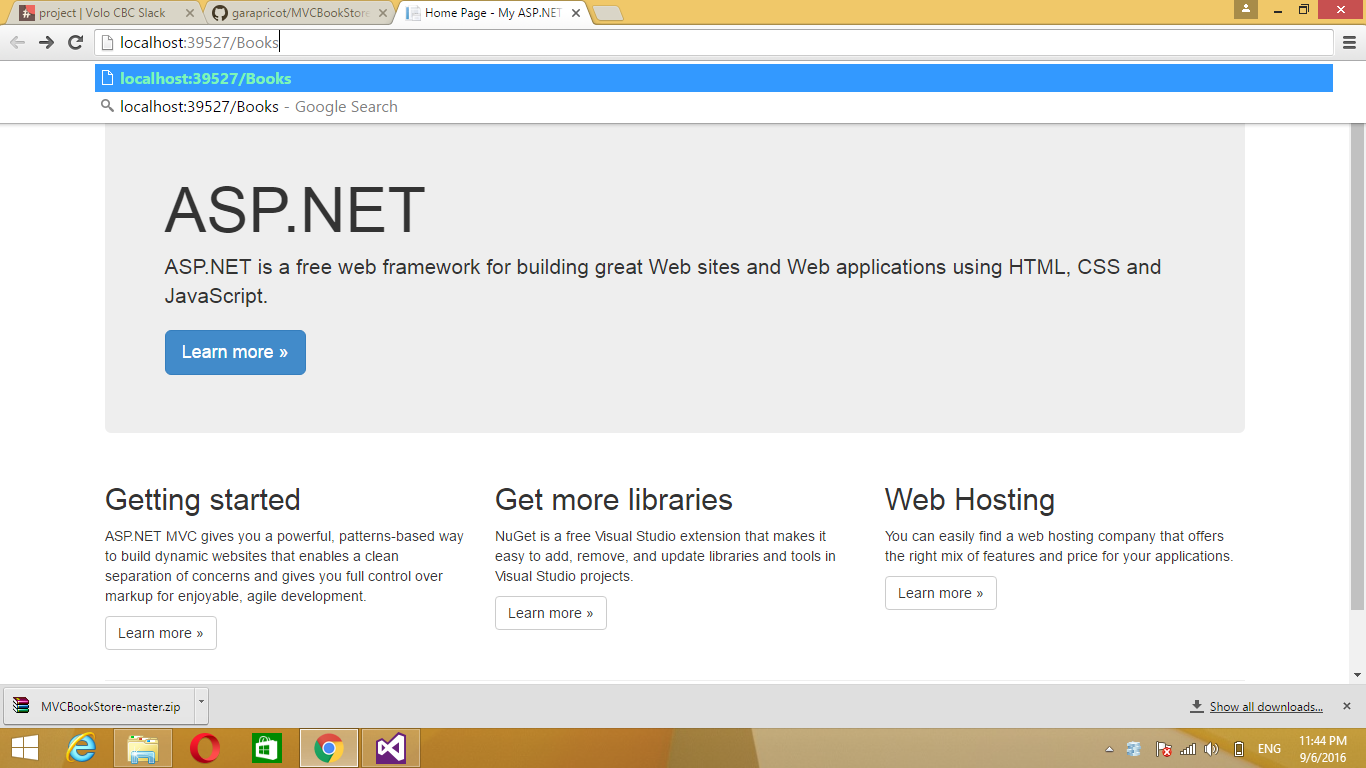 project | Volo CBC Slack
garapricot/MVCBookStore
Home Page - My ASP.NET
localhost:39527/Books
localhost:39527/Books
localhost:39527/Books - Google Search
ASP.NET
ASP.NET is a free web framework for building great Web sites and Web applications using HTML, CSS and
JavaScript.
Learn more »
Getting started
ASP.NET MVC gives you a powerful, patterns-based way
to build dynamic websites that enables a clean
separation of concerns and gives you full control over
markup for enjoyable, agile development.
Learn more »
Get more libraries
NuGet is a free Visual Studio extension that makes it
easy to add, remove, and update libraries and tools in
Visual Studio projects.
Learn more »
Web Hosting
You can easily find a web hosting company that offers
the right mix of features and price for your applications.
Learn more »
MVCBookStore-master.zip
Show all downloads...
ENG
11:44 PM
9/6/2016